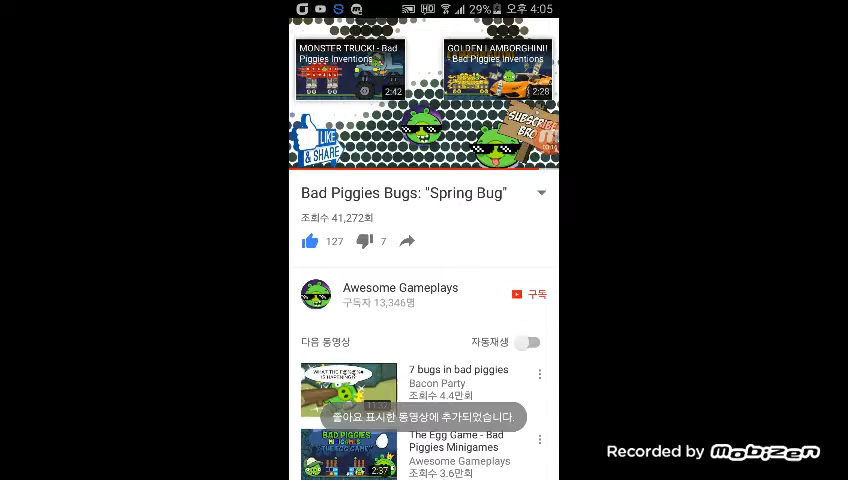 29% 오후 4:05
MONSTER TRUCK! - Bad
Piggies Inventions
2:42
GOLDEN LAMBORGHINI!
- Bad Piggies Inventions
2:28
LIKE
& SHARE
SUBSCRIBE
BRO
Bad Piggies Bugs: "Spring Bug"
조회수 41,272회
127
7
Awesome Gameplays
구독자 13,346명
구독
다음 동영상
자동재생
7 bugs in bad piggies
Bacon Party
조회수 4.4만회
좋아요 표시한 동영상에 추가되었습니다.
The Egg Game - Bad
Piggies Minigames
Awesome Gameplays
조회수 3.6만회
BAD PIGGIES
MINIGAMES
THE EGG GAME
2:37
Recorded by Mobizen